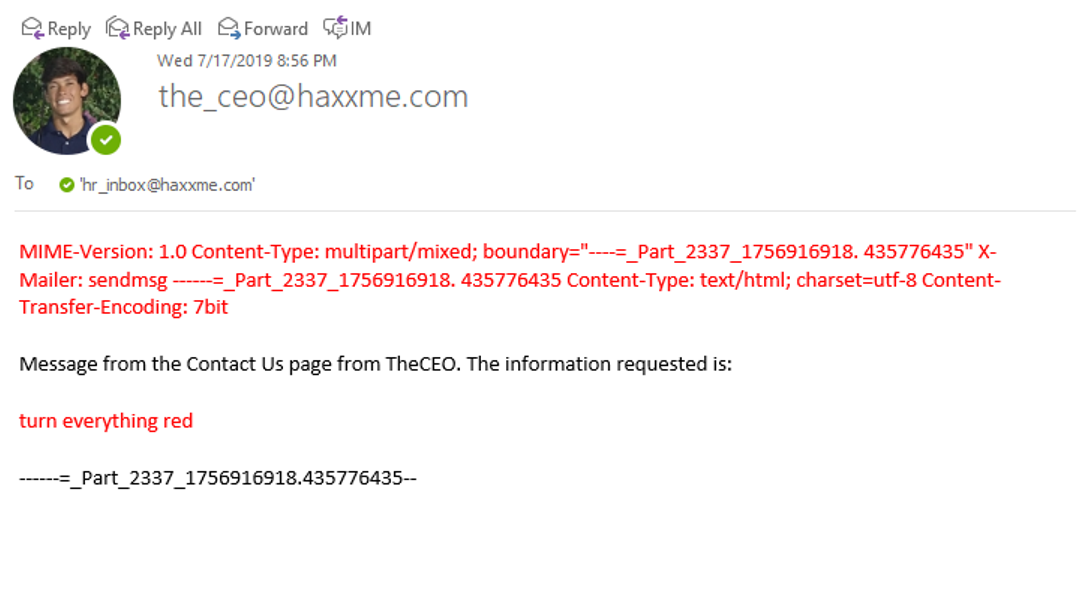 Reply Reply All Forward IM
Wed 7/17/2019 8:56 PM
the_ceo@haxxme.com
To 'hr_inbox@haxxme.com'
MIME-Version: 1.0 Content-Type: multipart/mixed; boundary="----=_Part_2337_1756916918. 435776435" X-
Mailer: sendmsg ------=_Part_2337_1756916918. 435776435 Content-Type: text/html; charset=utf-8 Content-
Transfer-Encoding: 7bit
Message from the Contact Us page from TheCEO. The information requested is:
turn everything red
------=_Part_2337_1756916918.435776435--